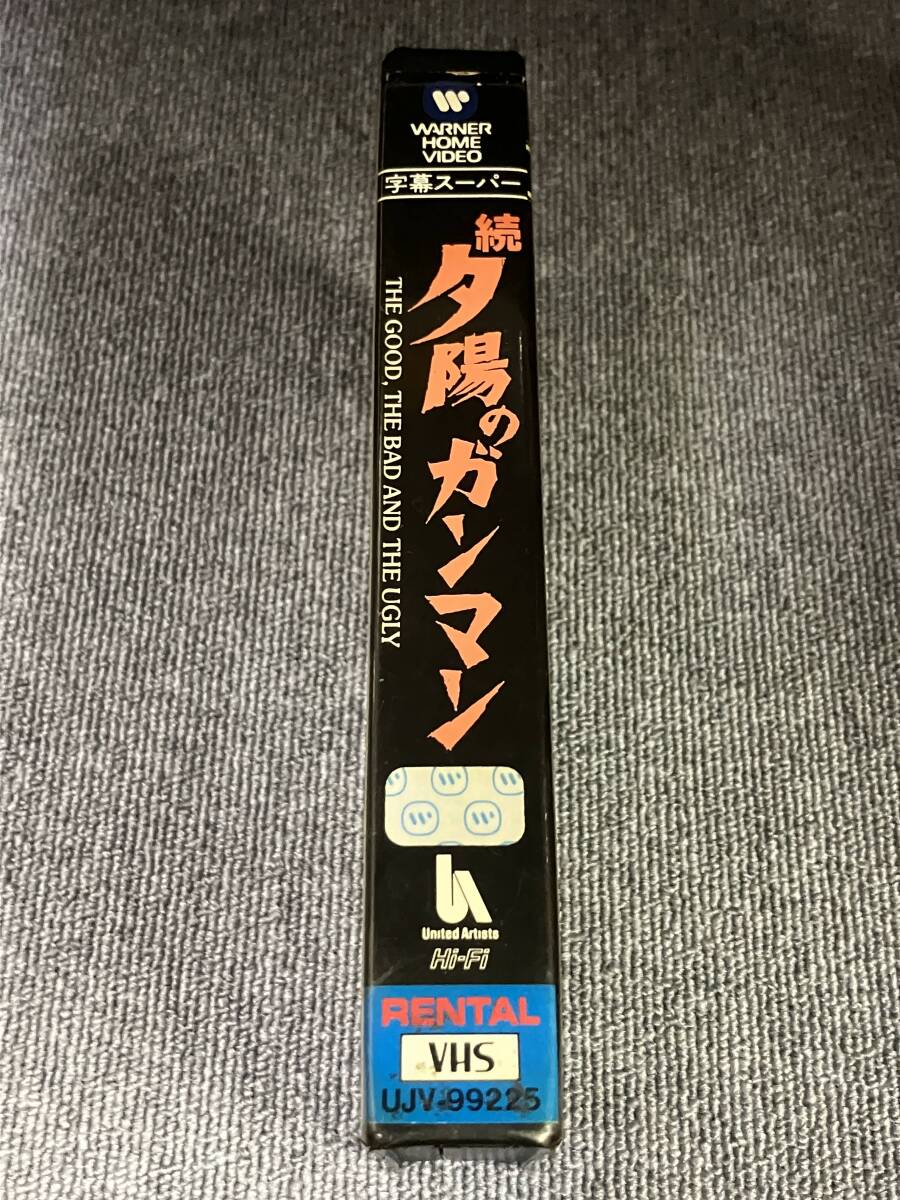 WARNER
HOME
VIDEO
字幕スーパー
続
夕陽のガンマン
THE GOOD, THE BAD AND THE UGLY
United Artists
Hi-Fi
RENTAL
VHS
UJV-99225